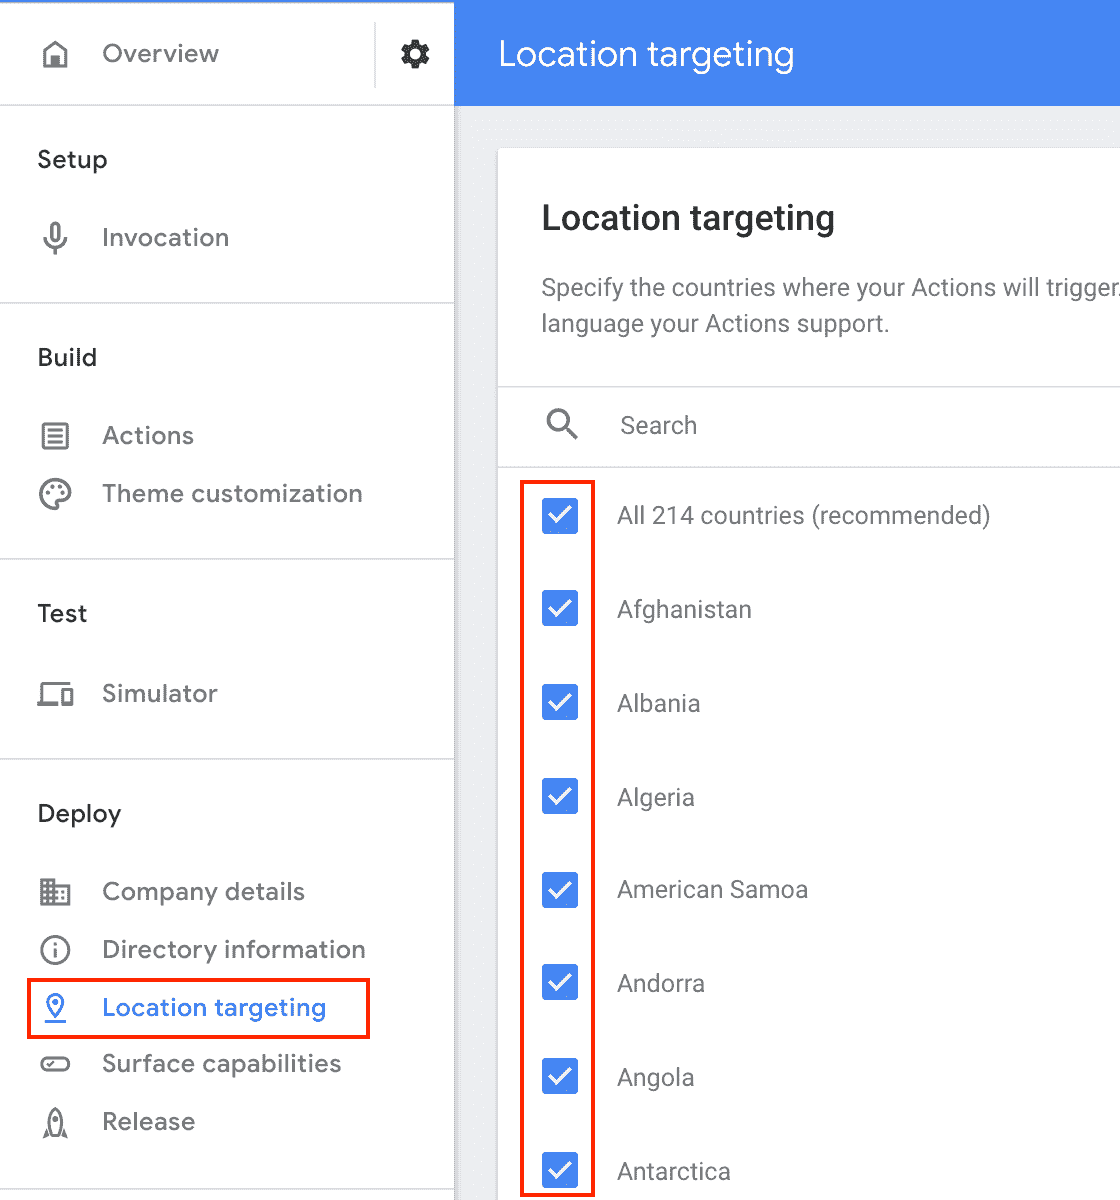 Overview
Location targeting
Setup
Invocation
Build
Actions
Theme customization
Test
Simulator
Deploy
Company details
Directory information
Location targeting
Surface capabilities
Release
Location targeting
Specify the countries where your Actions will trigger.
language your Actions support.
Search
All 214 countries (recommended)
Afghanistan
Albania
Algeria
American Samoa
Andorra
Angola
Antarctica